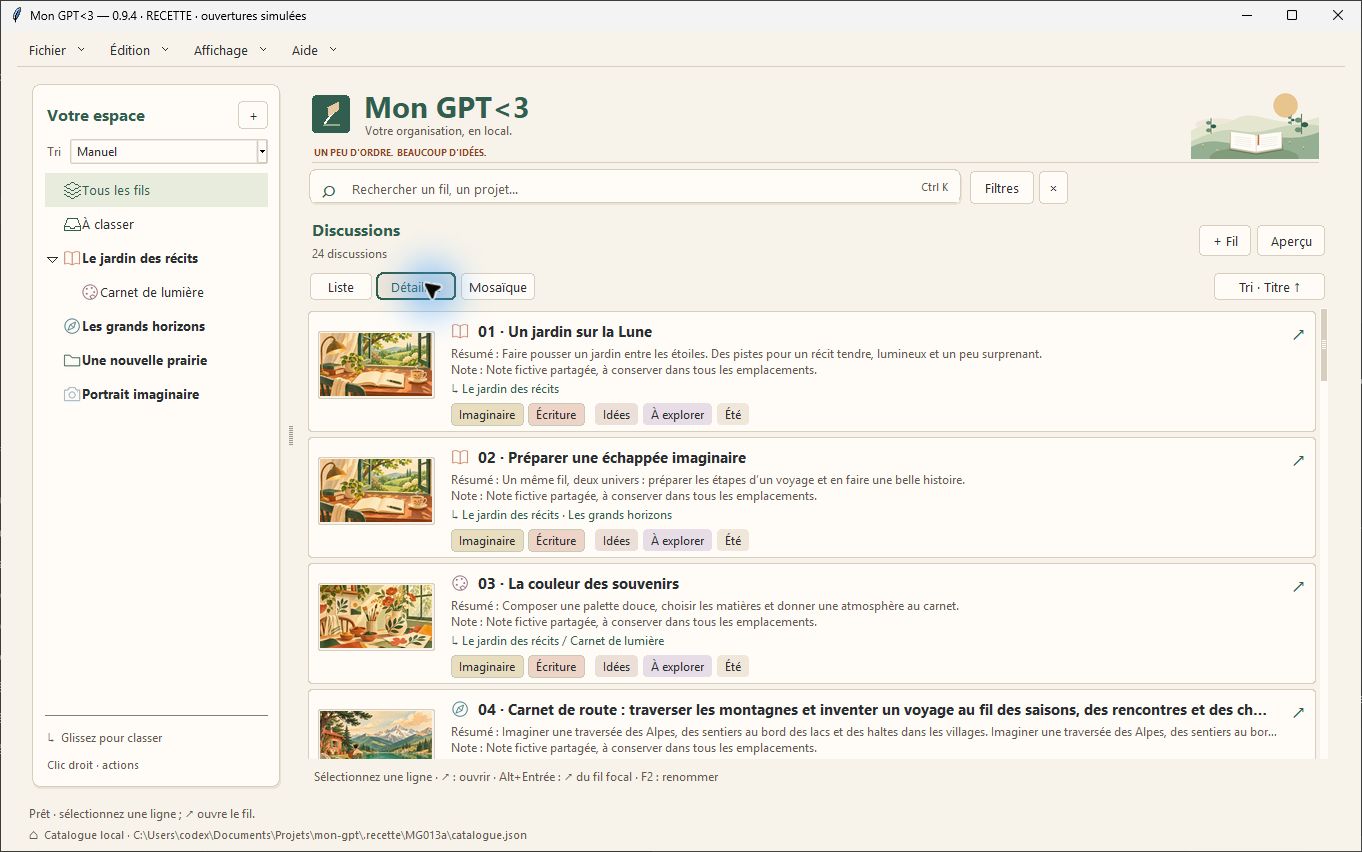 Mon GPT<3 — 0.9.4 · RECETTE · ouvertures simulées
Fichier Édition Affichage Aide
Votre espace +
Tri Manuel
Tous les fils
À classer
Le jardin des récits
Carnet de lumière
Les grands horizons
Une nouvelle prairie
Portrait imaginaire
↳ Glissez pour classer
Clic droit · actions
Mon GPT<3
Votre organisation, en local.
UN PEU D'ORDRE. BEAUCOUP D'IDÉES.
Rechercher un fil, un projet... Ctrl K Filtres ×
Discussions
24 discussions
+ Fil Aperçu
Liste Mosaïque Tri · Titre ↑
01 · Un jardin sur la Lune ↗
Résumé : Faire pousser un jardin entre les étoiles. Des pistes pour un récit tendre, lumineux et un peu surprenant.
Note : Note fictive partagée, à conserver dans tous les emplacements.
↳ Le jardin des récits
Imaginaire Écriture Idées À explorer Été
02 · Préparer une échappée imaginaire ↗
Résumé : Un même fil, deux univers : préparer les étapes d’un voyage et en faire une belle histoire.
Note : Note fictive partagée, à conserver dans tous les emplacements.
↳ Le jardin des récits · Les grands horizons
Imaginaire Écriture Idées À explorer Été
03 · La couleur des souvenirs ↗
Résumé : Composer une palette douce, choisir les matières et donner une atmosphère au carnet.
Note : Note fictive partagée, à conserver dans tous les emplacements.
↳ Le jardin des récits / Carnet de lumière
Imaginaire Écriture Idées À explorer Été
04 · Carnet de route : traverser les montagnes et inventer un voyage au fil des saisons, des rencontres et des ch... ↗
Résumé : Imaginer une traversée des Alpes, des sentiers au bord des lacs et des haltes dans les villages. Imaginer une traversée des Alpes, des sentiers au bor...
Note : Note fictive partagée, à conserver dans tous les emplacements.
Sélectionnez une ligne · ↗ : ouvrir · Alt+Entrée : ↗ du fil focal · F2 : renommer
Prêt · sélectionnez une ligne ; ↗ ouvre le fil.
⌂ Catalogue local · C:\Users\codex\Documents\Projets\mon-gpt\.recette\MG013a\catalogue.json